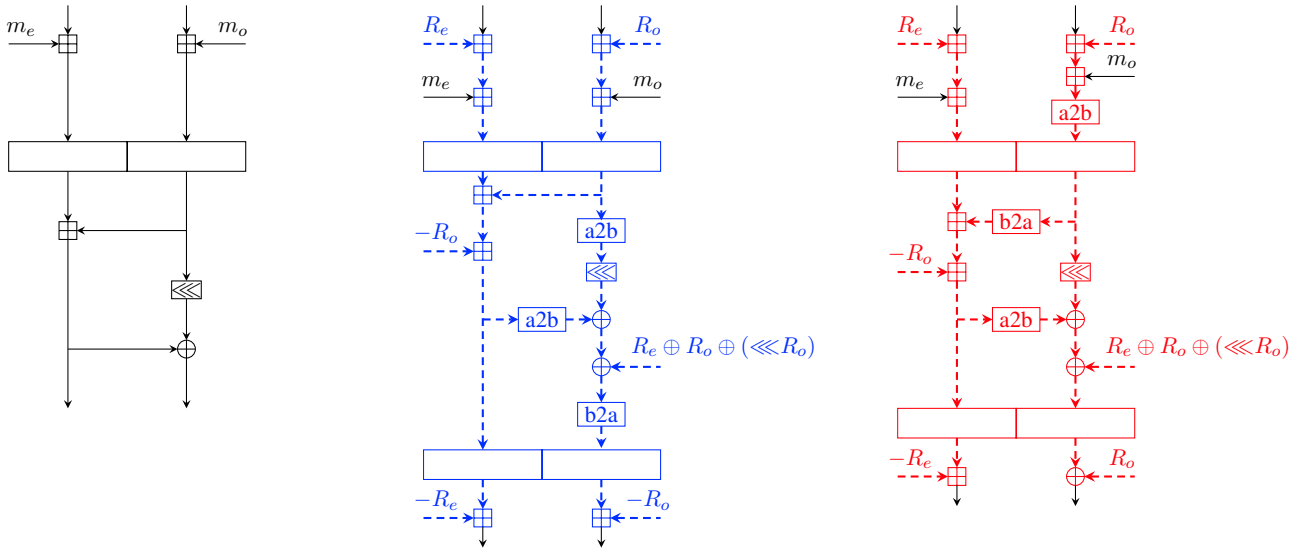 m_e m_o
R_e R_o
m_e m_o
a2b
−R_o
⋘
⋘
a2b
R_e ⊕ R_o ⊕ (⋘R_o)
b2a
−R_e −R_o
R_e R_o
m_o
m_e
a2b
b2a
−R_o
⋘
a2b
R_e ⊕ R_o ⊕ (⋘R_o)
−R_e R_o